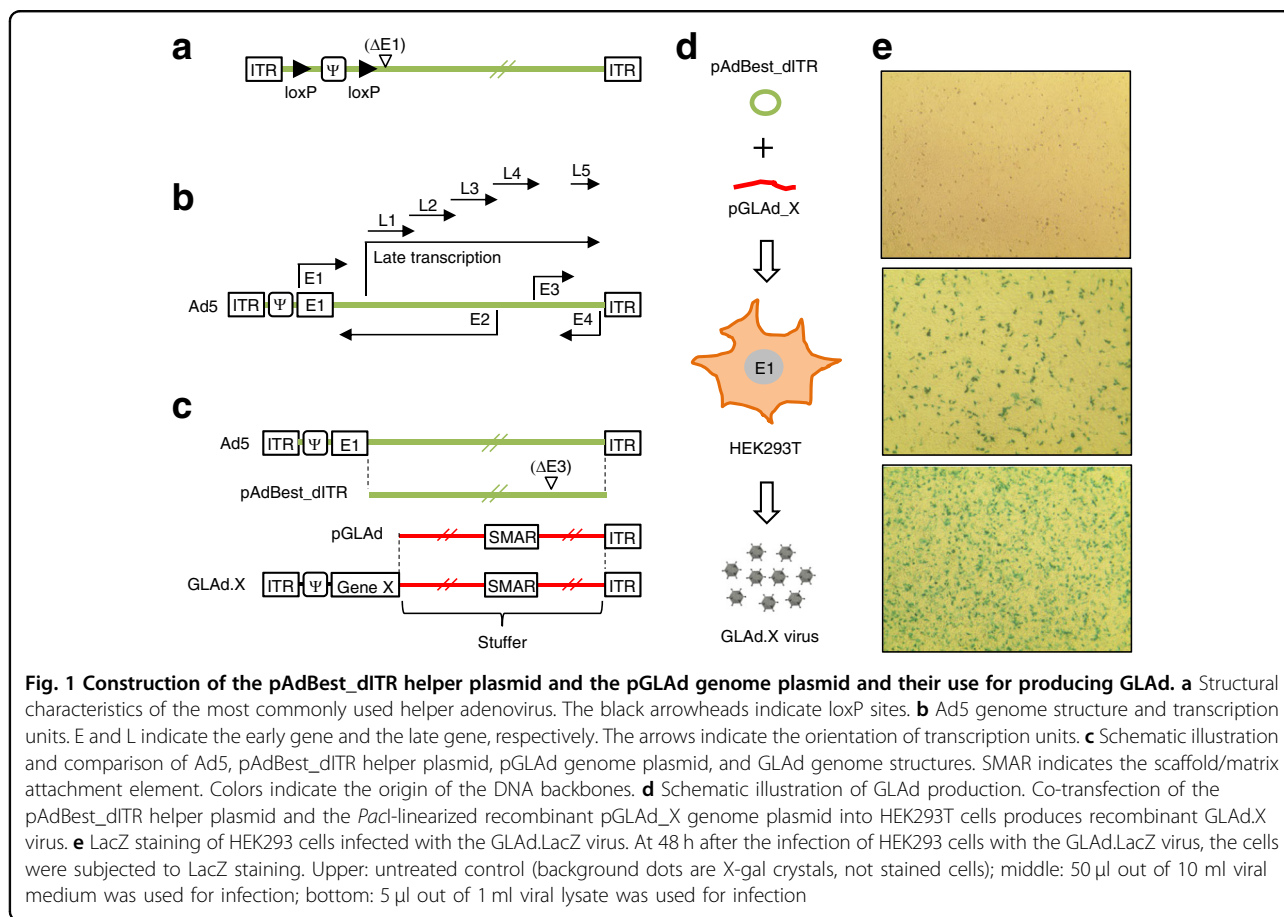 a
(ΔE1)
ITR Ψ ITR
loxP loxP
b
L1 L2 L3 L4 L5
Late transcription
E1 E3
Ad5 ITR Ψ E1 ITR
E2 E4
c
Ad5 ITR Ψ E1 ITR
(ΔE3)
pAdBest_dITR
pGLAd SMAR ITR
GLAd.X ITR Ψ Gene X SMAR ITR
Stuffer
d
pAdBest_dITR
+
pGLAd_X
E1
HEK293T
GLAd.X virus
e
Fig. 1 Construction of the pAdBest_dITR helper plasmid and the pGLAd genome plasmid and their use for producing GLAd. a Structural
characteristics of the most commonly used helper adenovirus. The black arrowheads indicate loxP sites. b Ad5 genome structure and transcription
units. E and L indicate the early gene and the late gene, respectively. The arrows indicate the orientation of transcription units. c Schematic illustration
and comparison of Ad5, pAdBest_dITR helper plasmid, pGLAd genome plasmid, and GLAd genome structures. SMAR indicates the scaffold/matrix
attachment element. Colors indicate the origin of the DNA backbones. d Schematic illustration of GLAd production. Co-transfection of the
pAdBest_dITR helper plasmid and the PacI-linearized recombinant pGLAd_X genome plasmid into HEK293T cells produces recombinant GLAd.X
virus. e LacZ staining of HEK293 cells infected with the GLAd.LacZ virus. At 48 h after the infection of HEK293 cells with the GLAd.LacZ virus, the cells
were subjected to LacZ staining. Upper: untreated control (background dots are X-gal crystals, not stained cells); middle: 50 µl out of 10 ml viral
medium was used for infection; bottom: 5 µl out of 1 ml viral lysate was used for infection